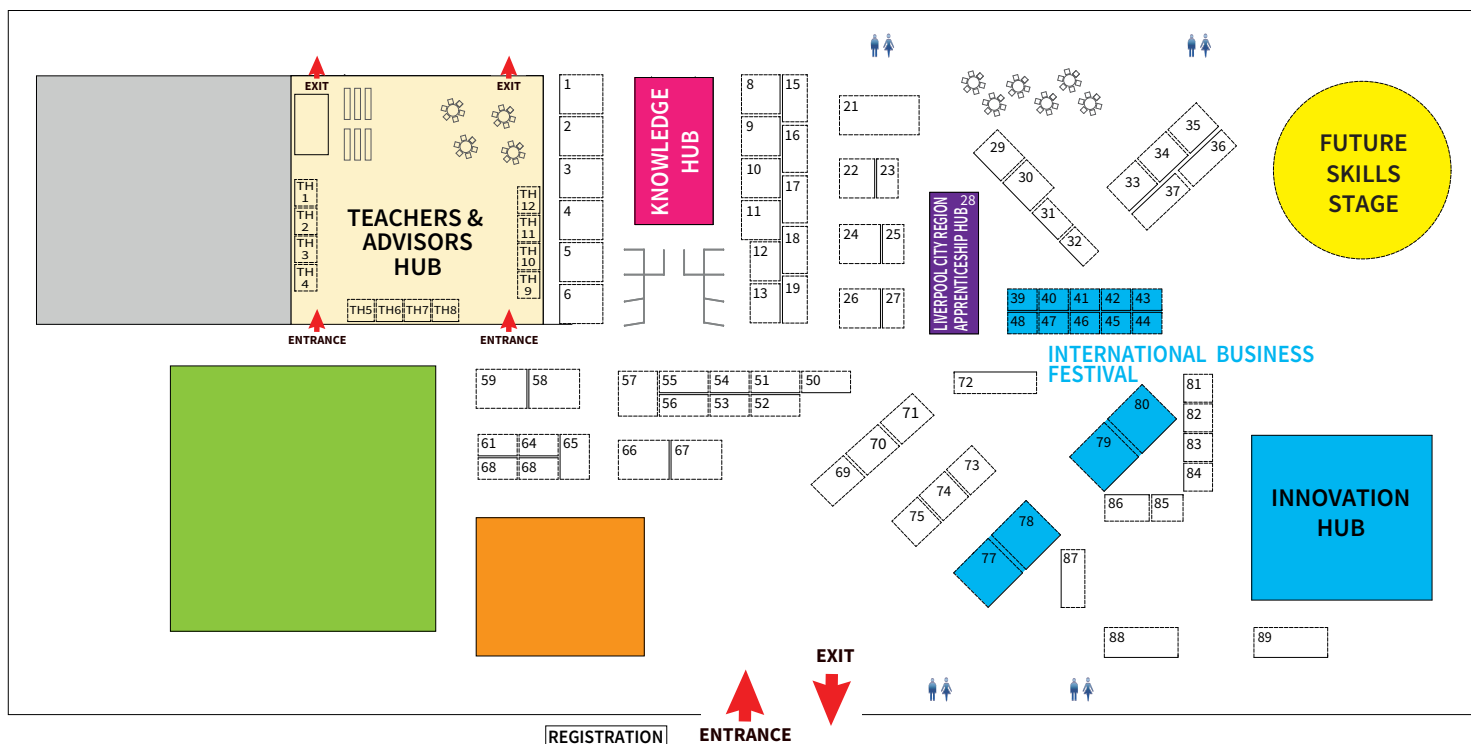 EXIT
EXIT
TH
1
TH
2
TH
3
TH
4
TEACHERS &
ADVISORS
HUB
TH
12
TH
11
TH
10
TH
9
TH5 TH6 TH7 TH8
ENTRANCE
ENTRANCE
1
2
3
4
5
6
KNOWLEDGE
HUB
8
9
10
11
12
13
15
16
17
18
19
21
22 23
24 25
26 27
28
LIVERPOOL CITY REGION
APPRENTICESHIP HUB
29
30
31
32
33
34
35
36
37
FUTURE
SKILLS
STAGE
39 40 41 42 43
48 47 46 45 44
INTERNATIONAL BUSINESS
FESTIVAL
59 58
57 55 54 51 50
56 53 52
61 64 65
68 68
66 67
69
70
71
72
73
74
75
77
78
79
80
81
82
83
84
86 85
87
88
89
INNOVATION
HUB
EXIT
ENTRANCE
REGISTRATION